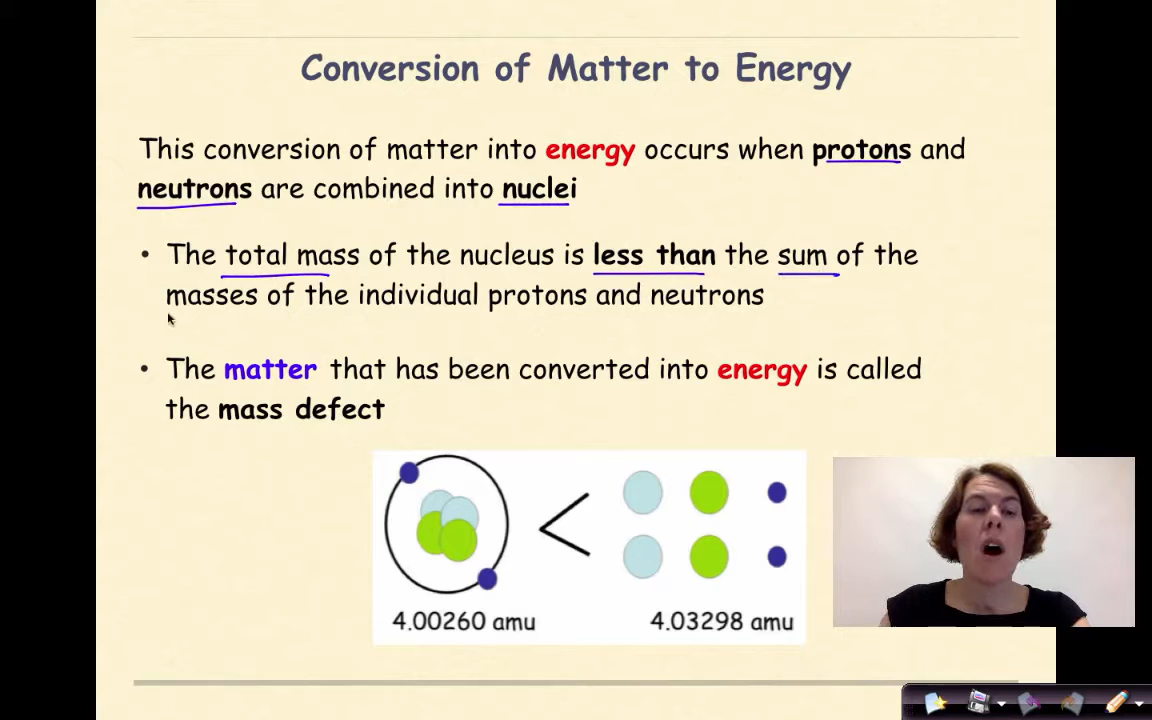 Conversion of Matter to Energy
This conversion of matter into energy occurs when protons and
neutrons are combined into nuclei
• The total mass of the nucleus is less than the sum of the
masses of the individual protons and neutrons
• The matter that has been converted into energy is called
the mass defect
<
4.00260 amu 4.03298 amu